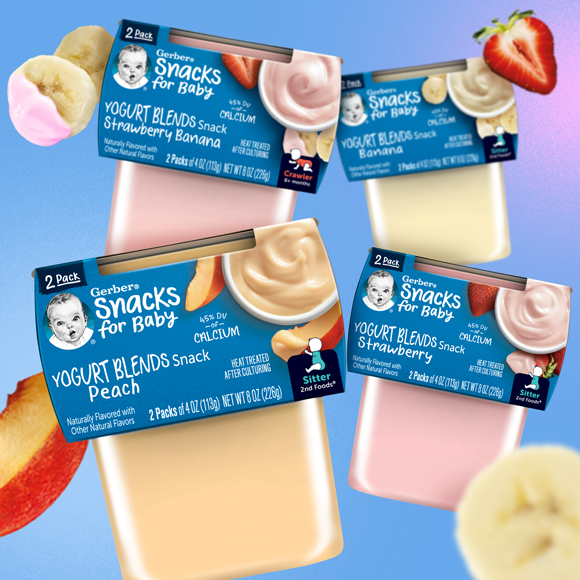 2 Pack
Gerber®
Snacks
for Baby
YOGURT BLENDS Snack
Strawberry Banana
45% DV
of
CALCIUM
Naturally Flavored with
Other Natural Flavors
HEAT TREATED
AFTER CULTURING
2 Packs of 4 OZ (113g) NET WT 8 OZ (226g)
Crawler
8+ months
2 Pack
Gerber®
Snacks
for Baby
YOGURT BLENDS Snack
Banana
45% DV
of
CALCIUM
HEAT TREATED
AFTER CULTURING
2 Packs of 4 OZ (113g) NET WT 8 OZ (226g)
Sitter
2nd Foods®
2 Pack
Gerber®
Snacks
for Baby
®
YOGURT BLENDS Snack
Peach
45% DV
of
CALCIUM
HEAT TREATED
AFTER CULTURING
Naturally Flavored with
Other Natural Flavors
2 Packs of 4 OZ (113g) NET WT 8 OZ (226g)
Sitter
2nd Foods®
2 Pack
Gerber®
Snacks
for Baby
YOGURT BLENDS Snack
Strawberry
45% DV
of
CALCIUM
HEAT TREATED
AFTER CULTURING
Naturally Flavored with
Other Natural Flavors
2 Packs of 4 OZ (113g) NET WT 8 OZ (226g)
Sitter
2nd Foods®